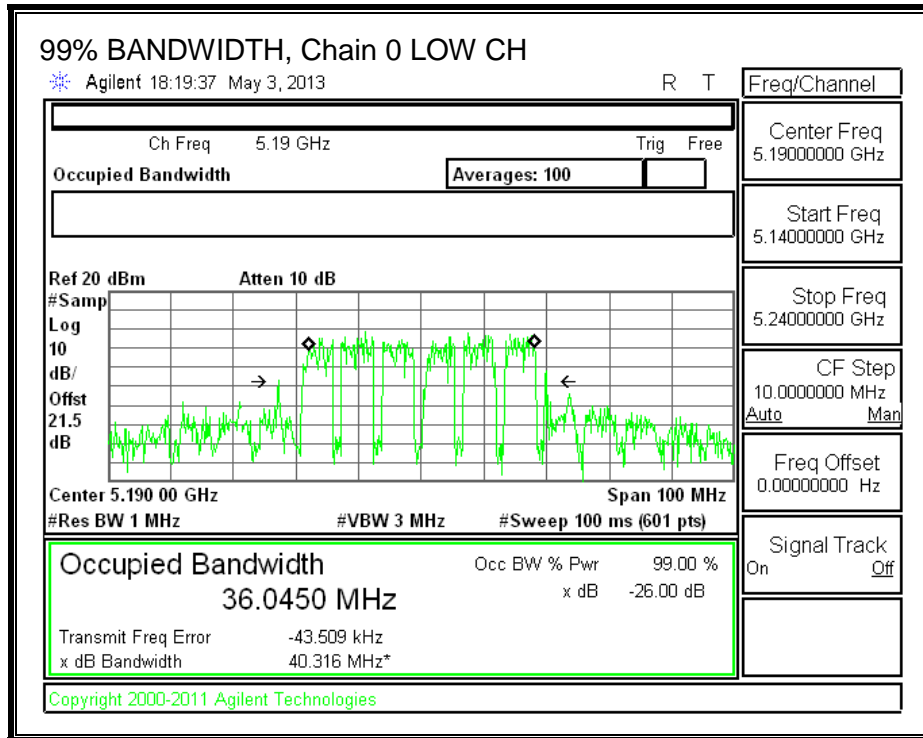 99% BANDWIDTH, Chain 0 LOW CH
Agilent 18:19:37 May 3, 2013 R T
Freq/Channel
Ch Freq 5.19 GHz Trig Free
Occupied Bandwidth Averages: 100
Center Freq
5.19000000 GHz
Start Freq
5.14000000 GHz
Stop Freq
5.24000000 GHz
CF Step
10.0000000 MHz
Auto Man
Freq Offset
0.00000000 Hz
Signal Track
On Off
Ref 20 dBm Atten 10 dB
#Samp
Log
10
dB/
Offst
21.5
dB
Center 5.190 00 GHz Span 100 MHz
#Res BW 1 MHz #VBW 3 MHz #Sweep 100 ms (601 pts)
Occupied Bandwidth
36.0450 MHz
Occ BW % Pwr 99.00 %
x dB -26.00 dB
Transmit Freq Error -43.509 kHz
x dB Bandwidth 40.316 MHz*
Copyright 2000-2011 Agilent Technologies